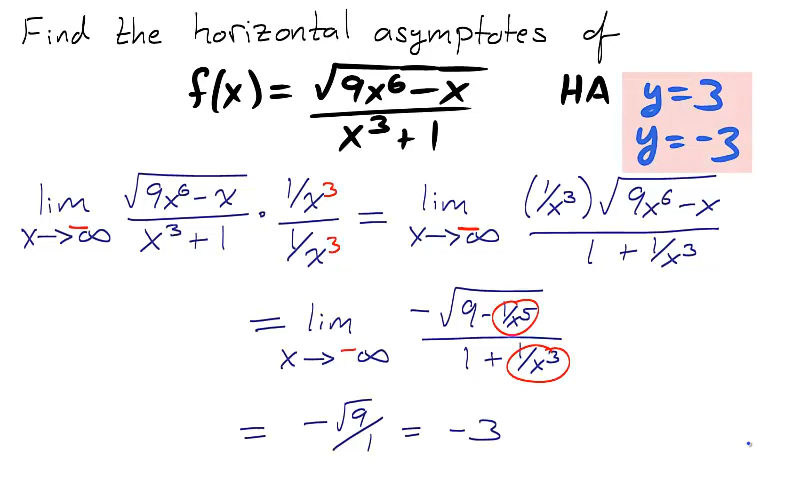 Find the horizontal asymptotes of
f(x) = √(9x⁶ - x) / (x³ + 1) HA y = 3
y = -3
lim x→-∞ √(9x⁶ - x) / (x³ + 1) · (1/x³) / (1/x³) = lim x→-∞ (1/x³) √(9x⁶ - x) / (1 + 1/x³)
= lim x→-∞ -√(9 - 1/x⁵) / (1 + 1/x³)
= -√9/1 = -3